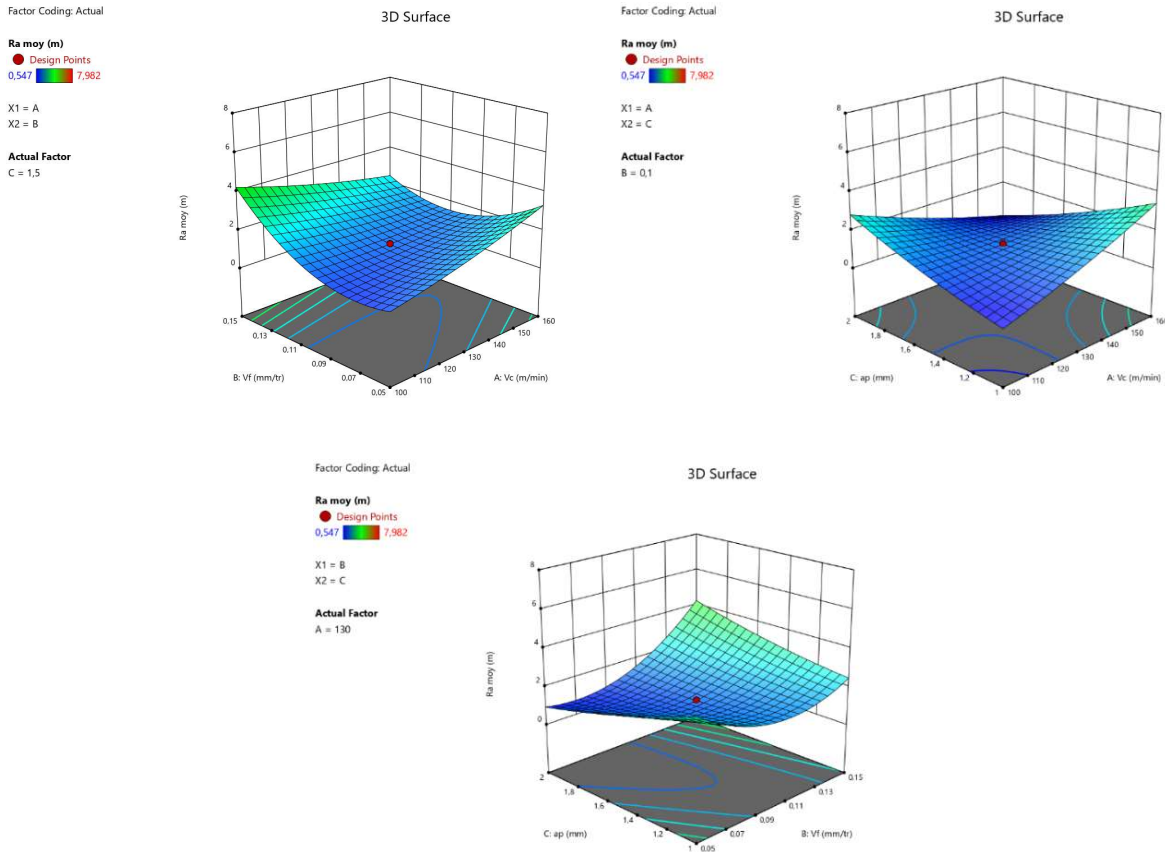 Factor Coding: Actual
3D Surface
Ra moy (m)
Design Points
0,547 7,982
X1 = A
X2 = B
Actual Factor
C = 1,5
8
6
4
2
0
Ra moy (m)
0,15
0,13
0,11
0,09
0,07
0,05
100
110
120
130
140
150
160
B: Vf (mm/tr)
A: Vc (m/min)
Factor Coding: Actual
3D Surface
Ra moy (m)
Design Points
0,547 7,982
X1 = A
X2 = C
Actual Factor
B = 0,1
8
6
4
2
0
Ra moy (m)
2
1,8
1,6
1,4
1,2
1
100
110
120
130
140
150
160
C: ap (mm)
A: Vc (m/min)
Factor Coding: Actual
3D Surface
Ra moy (m)
Design Points
0,547 7,982
X1 = B
X2 = C
Actual Factor
A = 130
8
6
4
2
0
Ra moy (m)
2
1,8
1,6
1,4
1,2
1
0,05
0,07
0,09
0,11
0,13
0,15
C: ap (mm)
B: Vf (mm/tr)